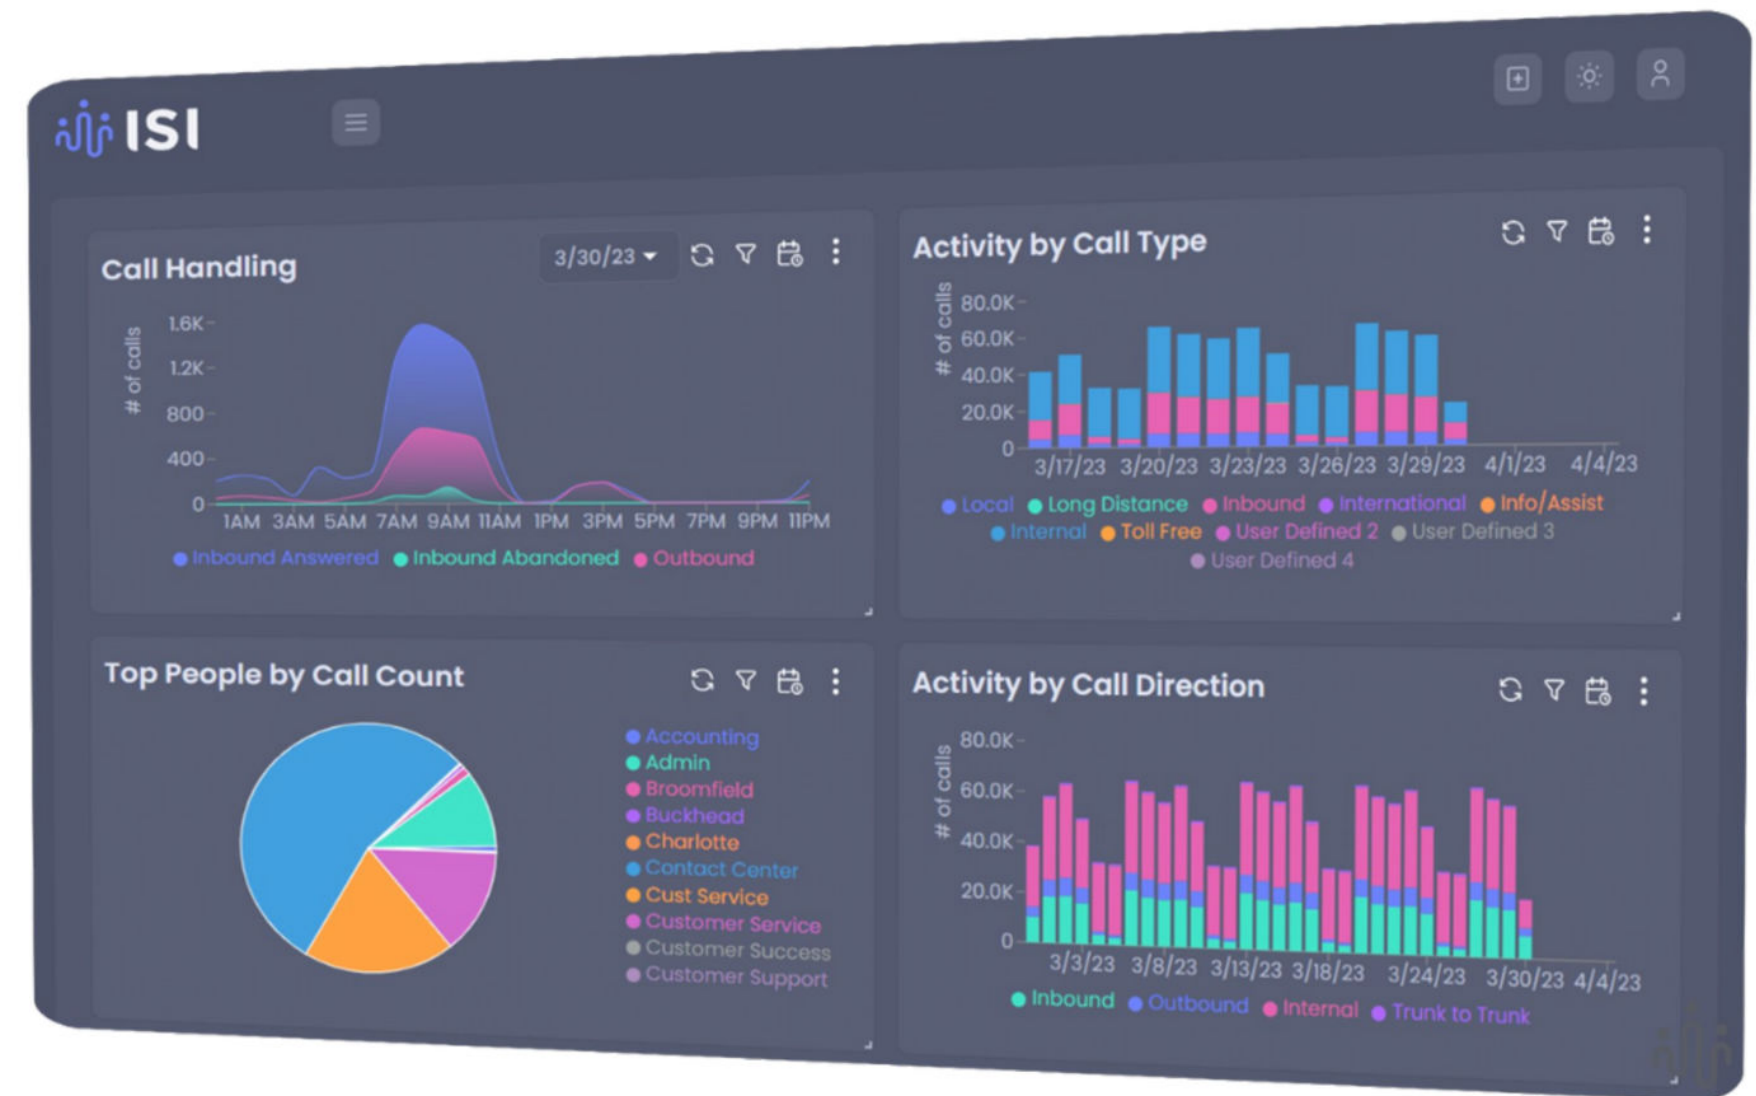 ISI
Call Handling
3/30/23
# of calls
1.6K
1.2K
800
400
0
1AM 3AM 5AM 7AM 9AM 11AM 1PM 3PM 5PM 7PM 9PM 11PM
Inbound Answered Inbound Abandoned Outbound
Activity by Call Type
# of calls
80.0K
60.0K
40.0K
20.0K
0
3/17/23 3/20/23 3/23/23 3/26/23 3/29/23 4/1/23 4/4/23
Local Long Distance Inbound International Info/Assist
Internal Toll Free User Defined 2 User Defined 3
User Defined 4
Top People by Call Count
Accounting
Admin
Broomfield
Buckhead
Charlotte
Contact Center
Cust Service
Customer Service
Customer Success
Customer Support
Activity by Call Direction
# of calls
80.0K
60.0K
40.0K
20.0K
0
3/3/23 3/8/23 3/13/23 3/18/23 3/24/23 3/30/23 4/4/23
Inbound Outbound Internal Trunk to Trunk